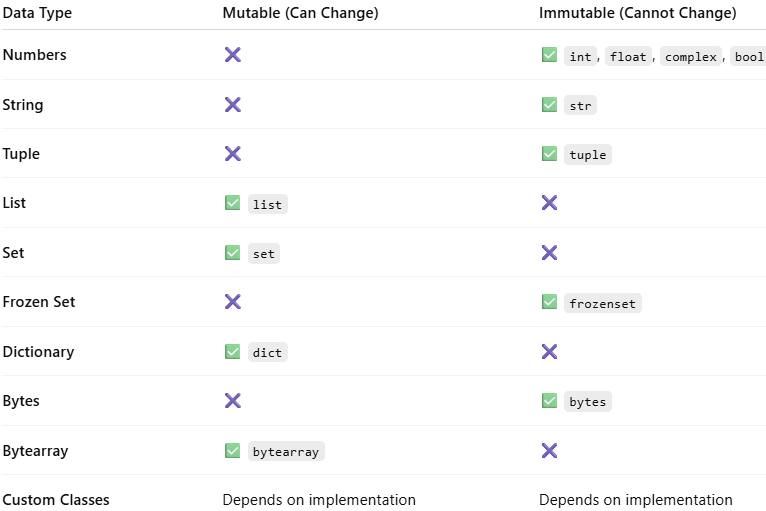 Data Type Mutable (Can Change) Immutable (Cannot Change)
Numbers ❌ ✅ int, float, complex, bool
String ❌ ✅ str
Tuple ❌ ✅ tuple
List ✅ list ❌
Set ✅ set ❌
Frozen Set ❌ ✅ frozenset
Dictionary ✅ dict ❌
Bytes ❌ ✅ bytes
Bytearray ✅ bytearray ❌
Custom Classes Depends on implementation Depends on implementation